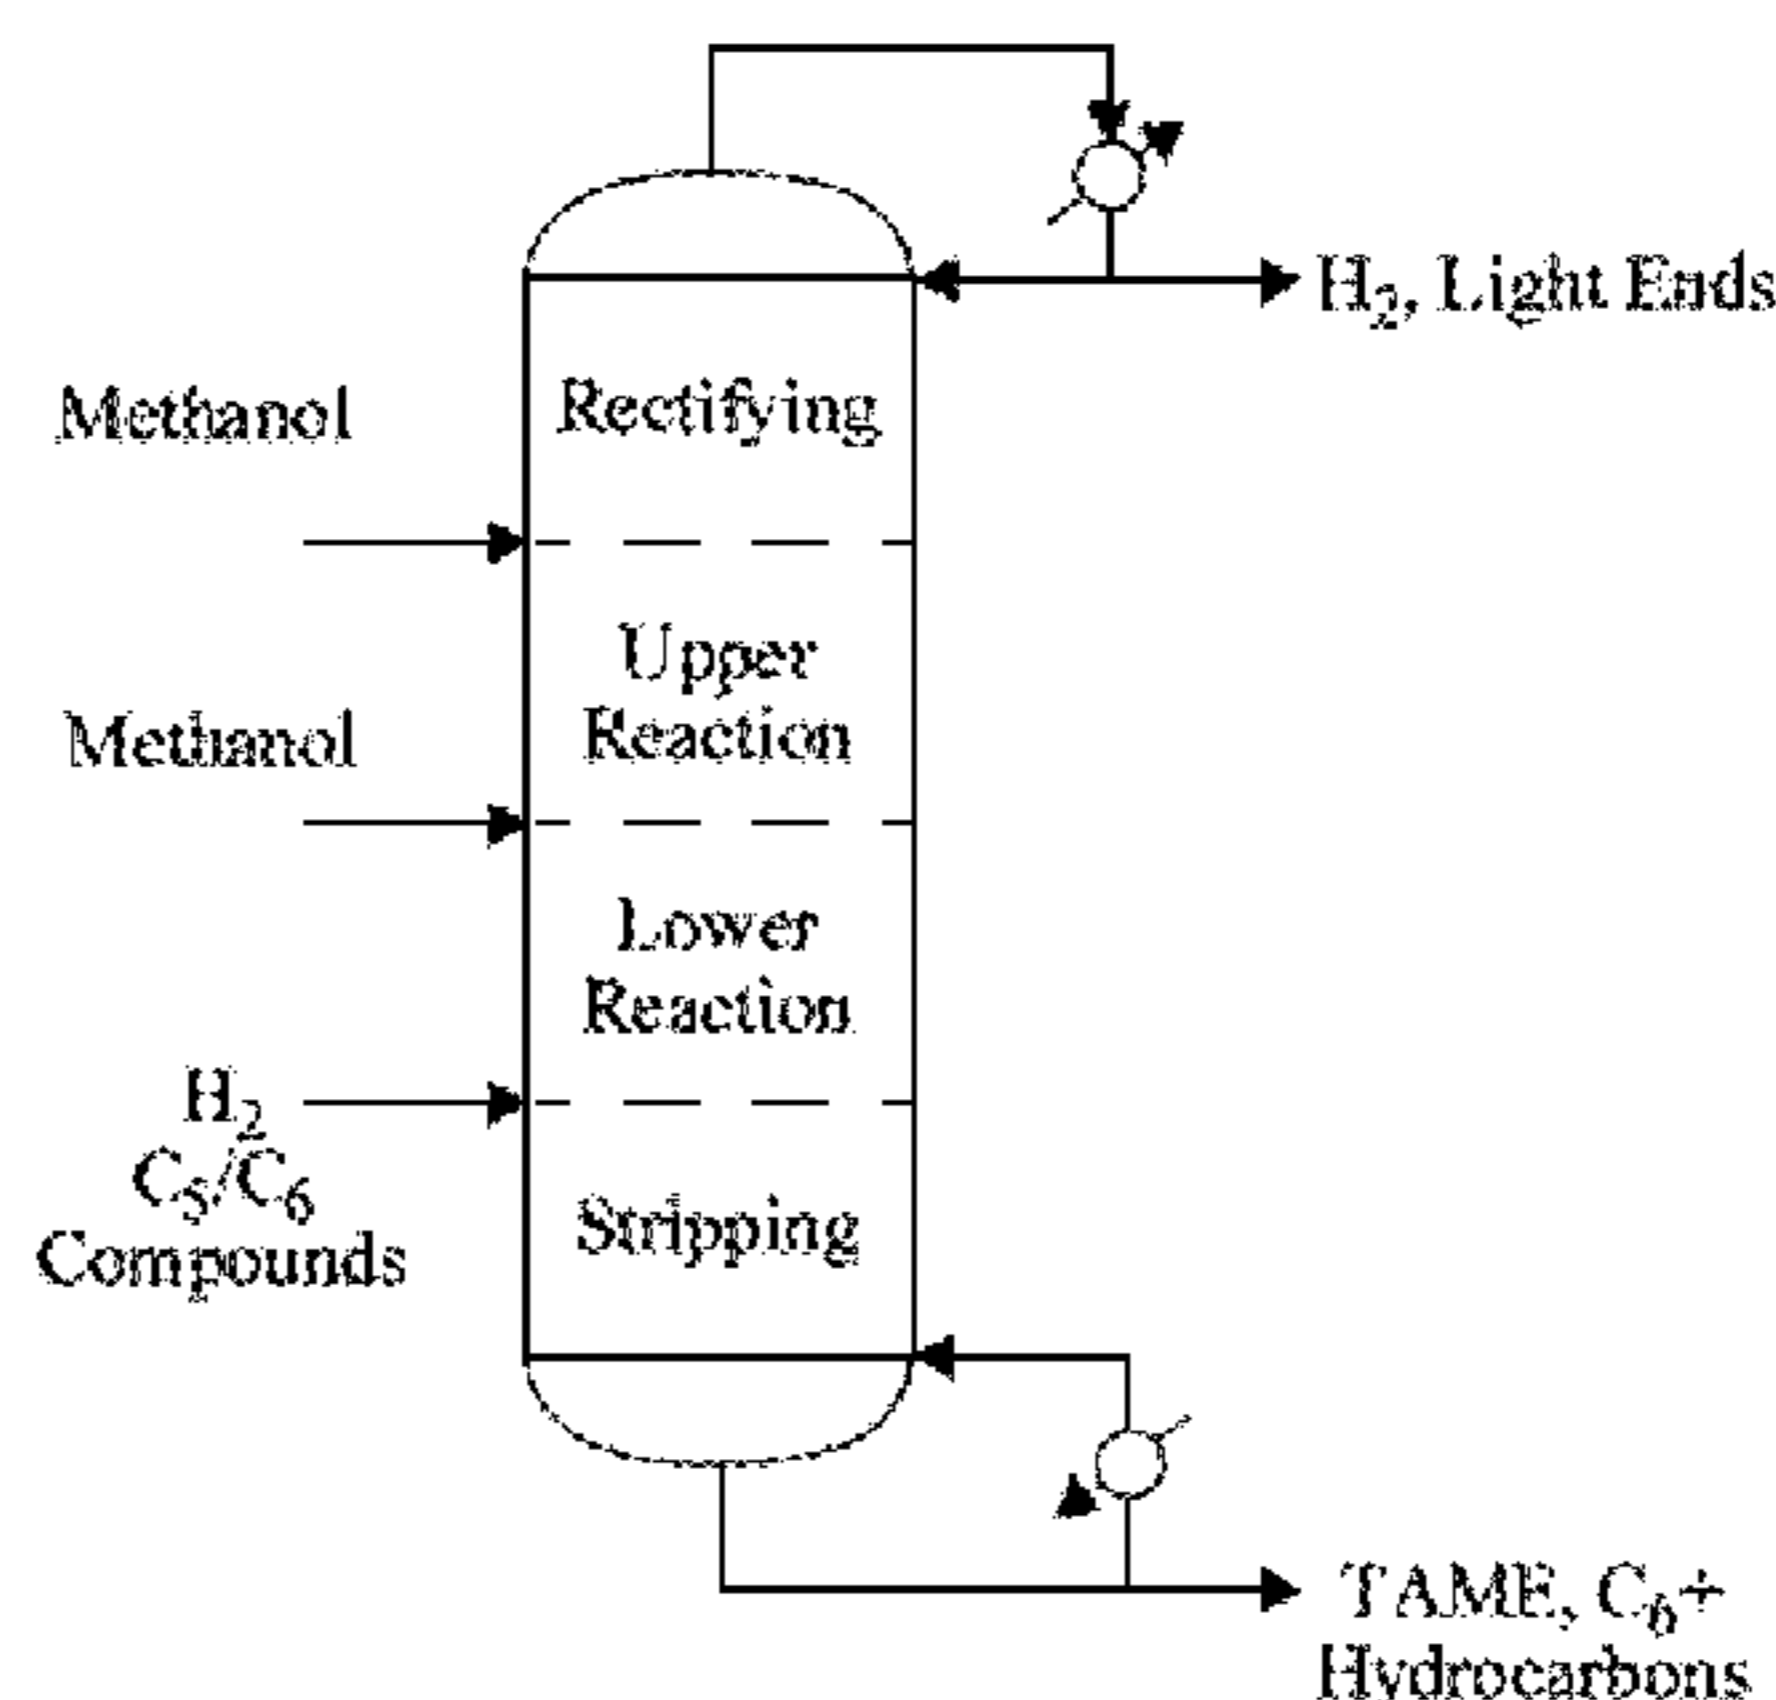 H₂, Light Ends
Methanol
Rectifying
Upper
Reaction
Methanol
Lower
Reaction
H₂
C₅/C₆
Compounds
Stripping
TAME, C₆+
Hydrocarbons